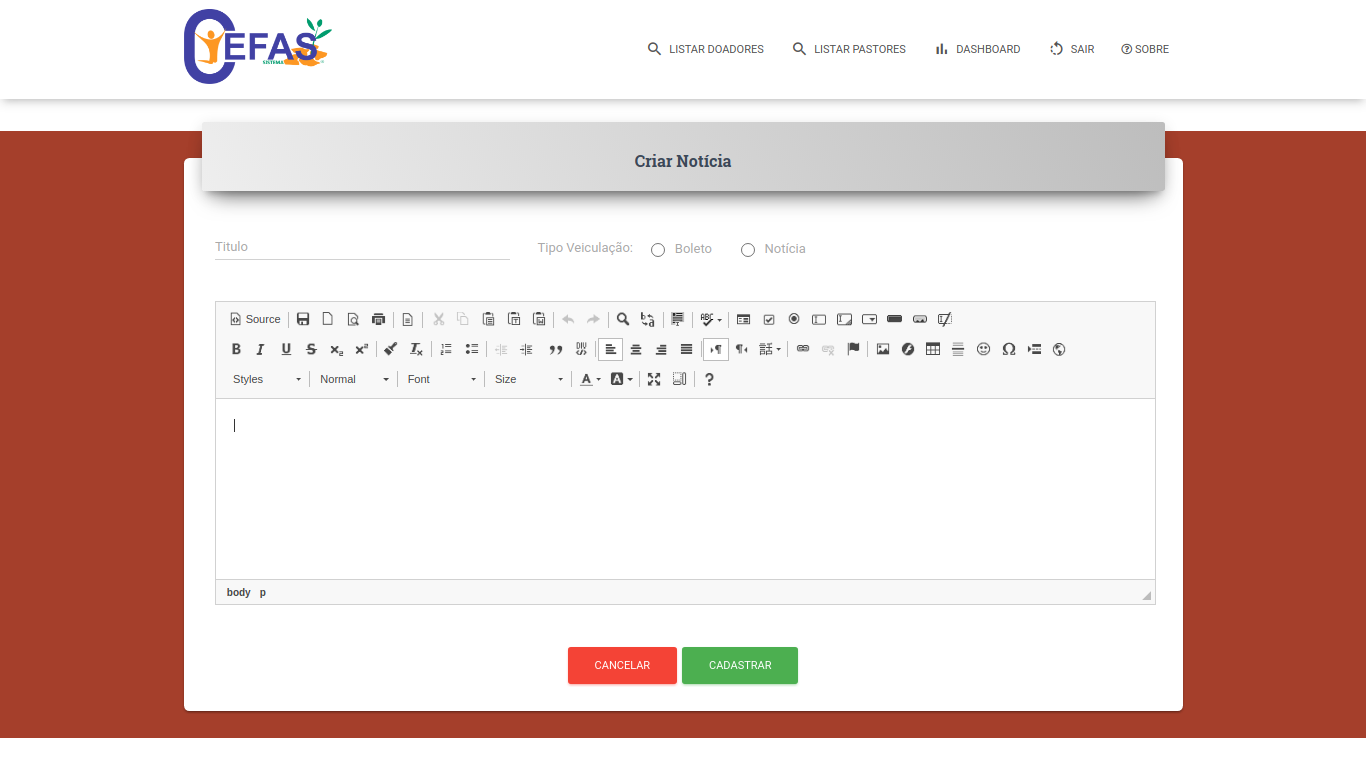 CEFAS
SISTEMA
LISTAR DOADORES LISTAR PASTORES DASHBOARD SAIR SOBRE
Criar Notícia
Titulo Tipo Veiculação: Boleto Notícia
Source
Styles Normal Font Size
body p
CANCELAR CADASTRAR